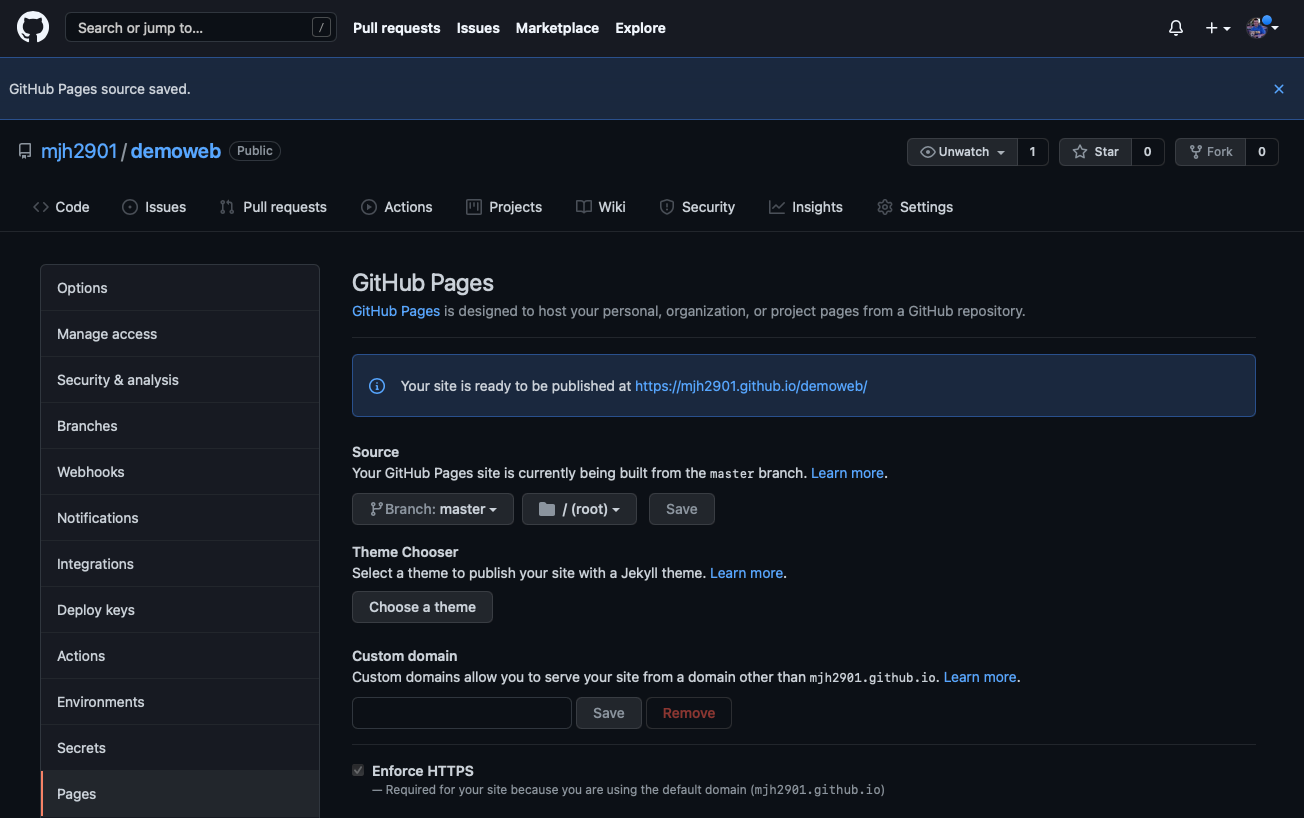 Search or jump to... /
Pull requests Issues Marketplace Explore
GitHub Pages source saved.
mjh2901 / demoweb Public
Unwatch 1 Star 0 Fork 0
Code Issues Pull requests Actions Projects Wiki Security Insights Settings
Options
Manage access
Security & analysis
Branches
Webhooks
Notifications
Integrations
Deploy keys
Actions
Environments
Secrets
Pages
GitHub Pages
GitHub Pages is designed to host your personal, organization, or project pages from a GitHub repository.
Your site is ready to be published at https://mjh2901.github.io/demoweb/
Source
Your GitHub Pages site is currently being built from the master branch. Learn more.
Branch: master / (root) Save
Theme Chooser
Select a theme to publish your site with a Jekyll theme. Learn more.
Choose a theme
Custom domain
Custom domains allow you to serve your site from a domain other than mjh2901.github.io. Learn more.
Save Remove
Enforce HTTPS
— Required for your site because you are using the default domain (mjh2901.github.io)